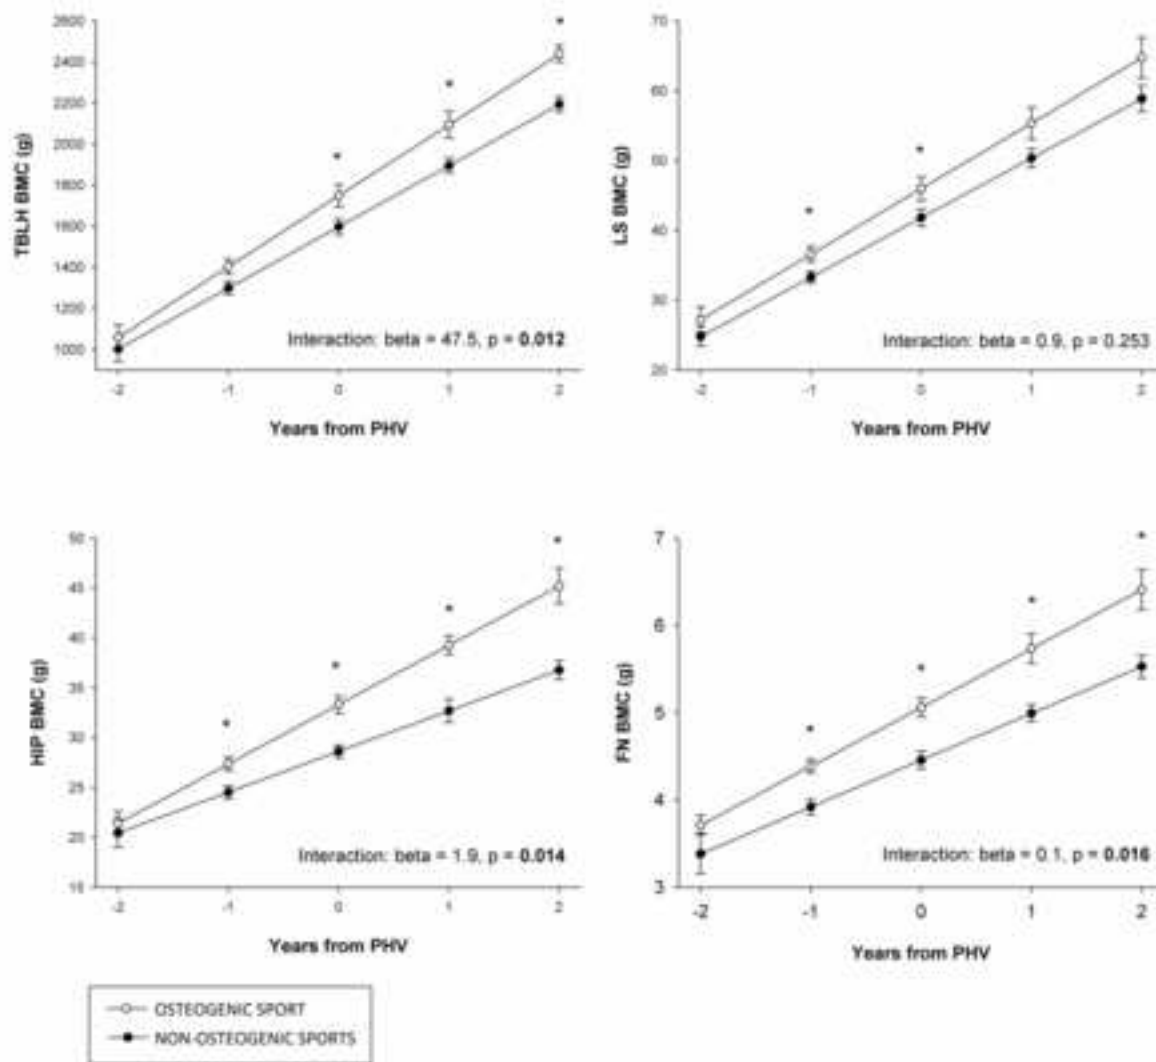 TBLH BMC (g)
2600
2400
2200
2000
1800
1600
1400
1200
1000
* * *
Interaction: beta = 47.5, p = 0.012
-2 -1 0 1 2
Years from PHV
LS BMC (g)
70
60
50
40
30
20
* *
Interaction: beta = 0.9, p = 0.253
-2 -1 0 1 2
Years from PHV
HIP BMC (g)
50
45
40
35
30
25
20
15
* * * *
Interaction: beta = 1.9, p = 0.014
-2 -1 0 1 2
Years from PHV
FN BMC (g)
7
6
5
4
3
* * * *
Interaction: beta = 0.1, p = 0.016
-2 -1 0 1 2
Years from PHV
OSTEOGENIC SPORT
NON-OSTEOGENIC SPORTS